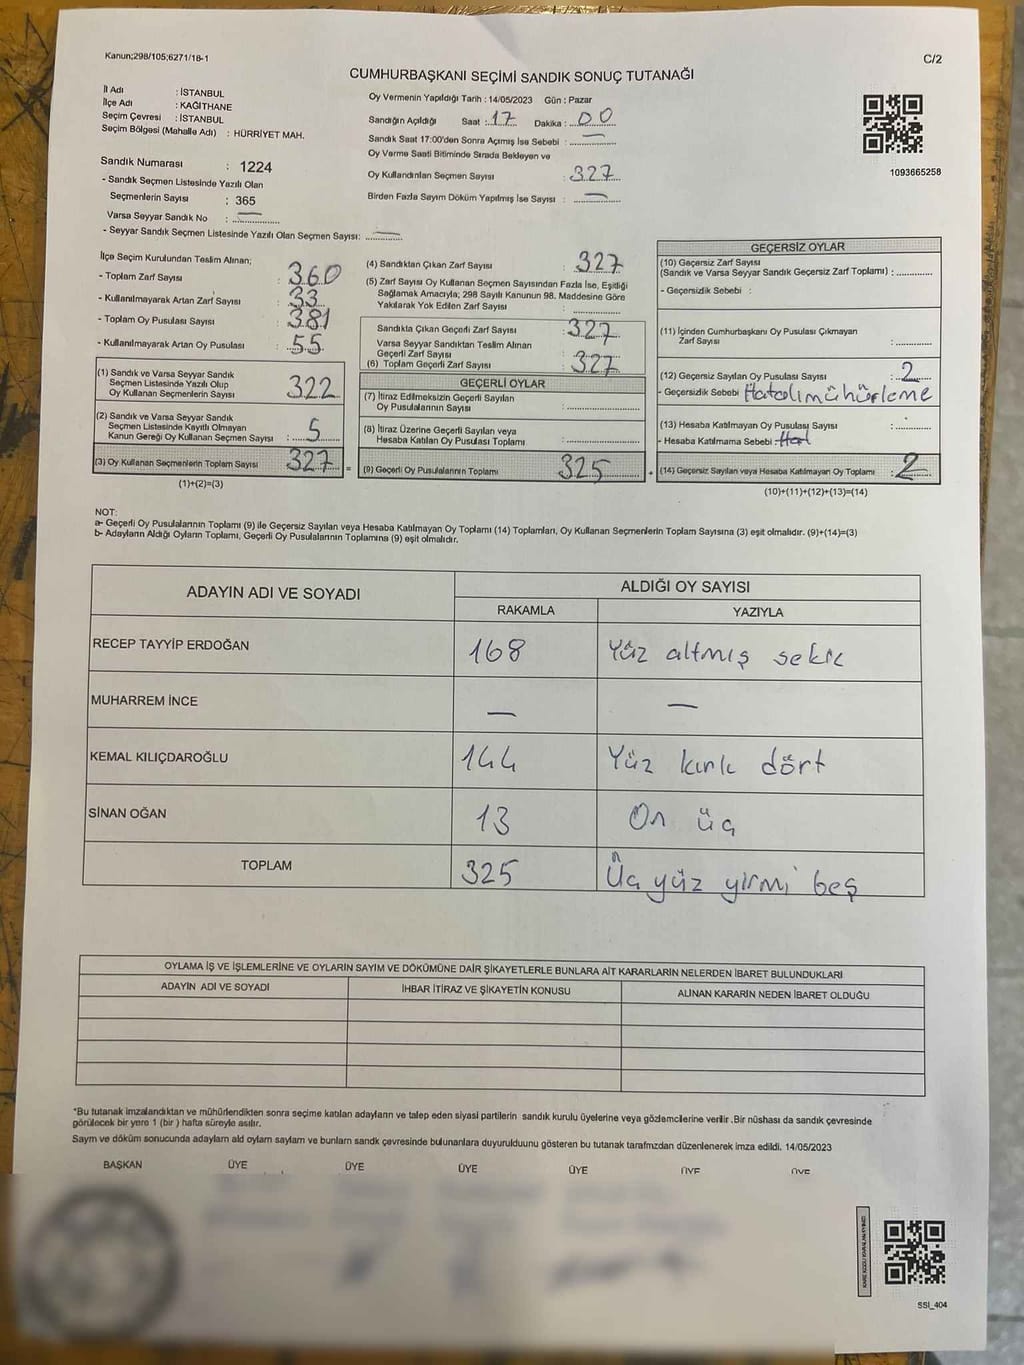 Kanun;298/105;6271/18-1
C/2
CUMHURBAŞKANI SEÇİMİ SANDIK SONUÇ TUTANAĞI
İl Adı : İSTANBUL
İlçe Adı : KAĞITHANE
Seçim Çevresi : İSTANBUL
Seçim Bölgesi (Mahalle Adı) : HÜRRİYET MAH.
Oy Vermenin Yapıldığı Tarih : 14/05/2023 Gün : Pazar
Sandığın Açıldığı Saat : 17 Dakika : 00
Sandık Saat 17:00'den Sonra Açmış İse Sebebi : —
Oy Verme Saati Bitiminde Sırada Bekleyen ve
Oy Kullandırılan Seçmen Sayısı : 327
Birden Fazla Sayım Döküm Yapılmış İse Sayısı : —
1093665258
Sandık Numarası : 1224
- Sandık Seçmen Listesinde Yazılı Olan
Seçmenlerin Sayısı : 365
Varsa Seyyar Sandık No : —
- Seyyar Sandık Seçmen Listesinde Yazılı Olan Seçmen Sayısı: —
İlçe Seçim Kurulundan Teslim Alınan;
- Toplam Zarf Sayısı : 360
- Kullanılmayarak Artan Zarf Sayısı : 33
- Toplam Oy Pusulası Sayısı : 381
- Kullanılmayarak Artan Oy Pusulası : 55
(1) Sandık ve Varsa Seyyar Sandık
Seçmen Listesinde Yazılı Olup
Oy Kullanan Seçmenlerin Sayısı : 322
(2) Sandık ve Varsa Seyyar Sandık
Seçmen Listesinde Kayıtlı Olmayan
Kanun Gereği Oy Kullanan Seçmen Sayısı : 5
(3) Oy Kullanan Seçmenlerin Toplam Sayısı : 327 =
(1)+(2)=(3)
(4) Sandıktan Çıkan Zarf Sayısı : 327
(5) Zarf Sayısı Oy Kullanan Seçmen Sayısından Fazla İse, Eşitliği
Sağlamak Amacıyla; 298 Sayılı Kanunun 98. Maddesine Göre
Yakılarak Yok Edilen Zarf Sayısı :
Sandıkta Çıkan Geçerli Zarf Sayısı : 327
Varsa Seyyar Sandıktan Teslim Alınan
Geçerli Zarf Sayısı :
(6) Toplam Geçerli Zarf Sayısı : 327
GEÇERLİ OYLAR
(7) İtiraz Edilmeksizin Geçerli Sayılan
Oy Pusulalarının Sayısı :
(8) İtiraz Üzerine Geçerli Sayılan veya
Hesaba Katılan Oy Pusulası Toplamı :
(9) Geçerli Oy Pusulalarının Toplamı : 325 +
GEÇERSİZ OYLAR
(10) Geçersiz Zarf Sayısı
(Sandık ve Varsa Seyyar Sandık Geçersiz Zarf Toplamı) :
- Geçersizlik Sebebi :
(11) İçinden Cumhurbaşkanı Oy Pusulası Çıkmayan
Zarf Sayısı :
(12) Geçersiz Sayılan Oy Pusulası Sayısı : 2
- Geçersizlik Sebebi : Hatalı mühürleme
(13) Hesaba Katılmayan Oy Pusulası Sayısı :
- Hesaba Katılmama Sebebi :
(14) Geçersiz Sayılan veya Hesaba Katılmayan Oy Toplamı : 2
(10)+(11)+(12)+(13)=(14)
NOT:
a- Geçerli Oy Pusulalarının Toplamı (9) ile Geçersiz Sayılan veya Hesaba Katılmayan Oy Toplamı (14) Toplamları, Oy Kullanan Seçmenlerin Toplam Sayısına (3) eşit olmalıdır. (9)+(14)=(3)
b- Adayların Aldığı Oyların Toplamı, Geçerli Oy Pusulalarının Toplamına (9) eşit olmalıdır.
ADAYIN ADI VE SOYADI
ALDIĞI OY SAYISI
RAKAMLA YAZIYLA
RECEP TAYYİP ERDOĞAN 168 Yüz altmış sekiz
MUHARREM İNCE — —
KEMAL KILIÇDAROĞLU 144 Yüz kırk dört
SİNAN OĞAN 13 On üç
TOPLAM 325 Üç yüz yirmi beş
OYLAMA İŞ VE İŞLEMLERİNE VE OYLARIN SAYIM VE DÖKÜMÜNE DAİR ŞİKAYETLERLE BUNLARA AİT KARARLARIN NELERDEN İBARET BULUNDUKLARI
ADAYIN ADI VE SOYADI İHBAR İTİRAZ VE ŞİKAYETİN KONUSU ALINAN KARARIN NEDEN İBARET OLDUĞU
*Bu tutanak imzalandıktan ve mühürlendikten sonra seçime katılan adayların ve talep eden siyasi partilerin sandık kurulu üyelerine veya gözlemcilerine verilir .Bir nüshası da sandık çevresinde
görülecek bir yere 1 (bir ) hafta süreyle asılır.
Sayım ve döküm sonucunda adayların aldı oyların sayları ve bunların sandık çevresinde bulunanlara duyurulduunu gösteren bu tutanak tarafmzdan düzenlenerek imza edildi. 14/05/2023
BAŞKAN ÜYE ÜYE ÜYE ÜYE ÜYE ÜYE
SSI_404